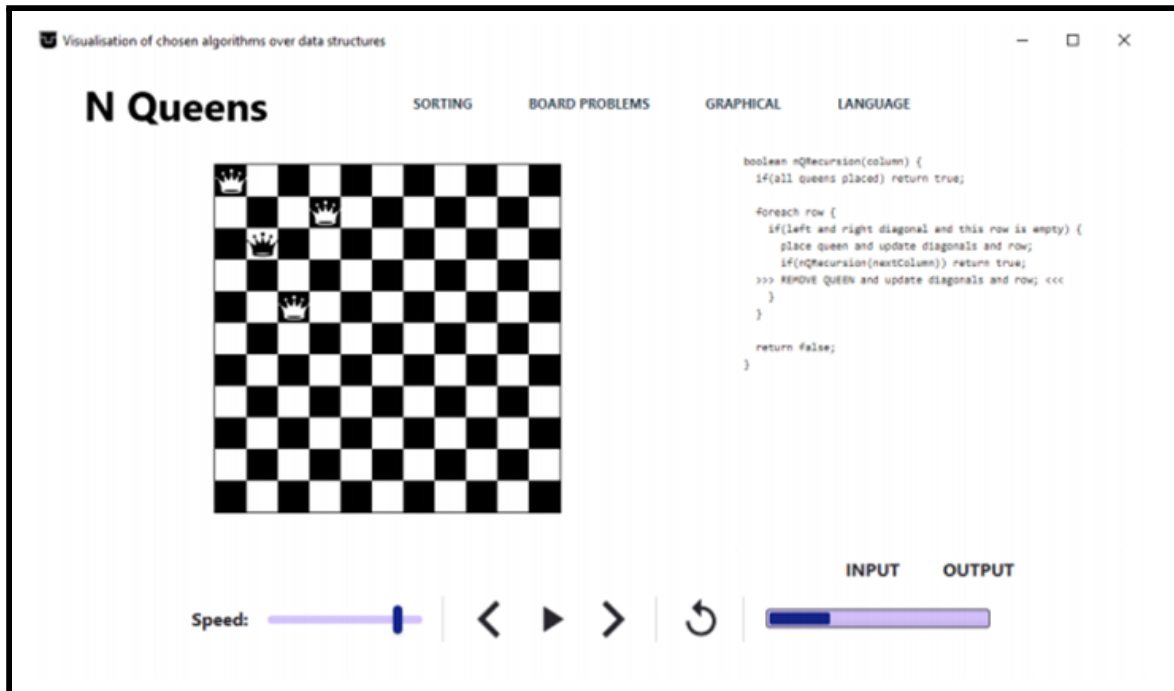 Visualisation of chosen algorithms over data structures
N Queens
SORTING
BOARD PROBLEMS
GRAPHICAL
LANGUAGE
boolean nQRecursion(column) {
if(all queens placed) return true;
foreach row {
if(left and right diagonal and this row is empty) {
place queen and update diagonals and row;
if(nQRecursion(nextColumn)) return true;
>>> REMOVE QUEEN and update diagonals and row; <<<
}
}
return false;
}
INPUT
OUTPUT
Speed: